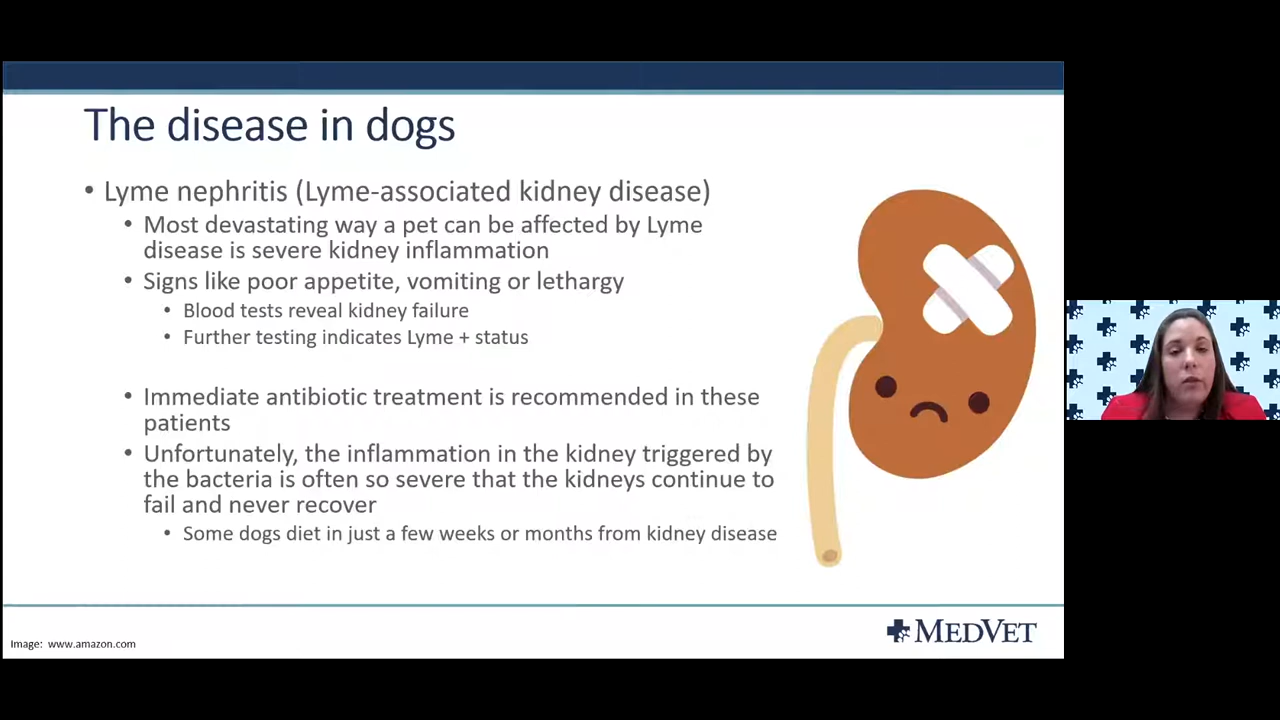 The disease in dogs
• Lyme nephritis (Lyme-associated kidney disease)
• Most devastating way a pet can be affected by Lyme
disease is severe kidney inflammation
• Signs like poor appetite, vomiting or lethargy
• Blood tests reveal kidney failure
• Further testing indicates Lyme + status
• Immediate antibiotic treatment is recommended in these
patients
• Unfortunately, the inflammation in the kidney triggered by
the bacteria is often so severe that the kidneys continue to
fail and never recover
• Some dogs diet in just a few weeks or months from kidney disease
Image: www.amazon.com
MEDVET